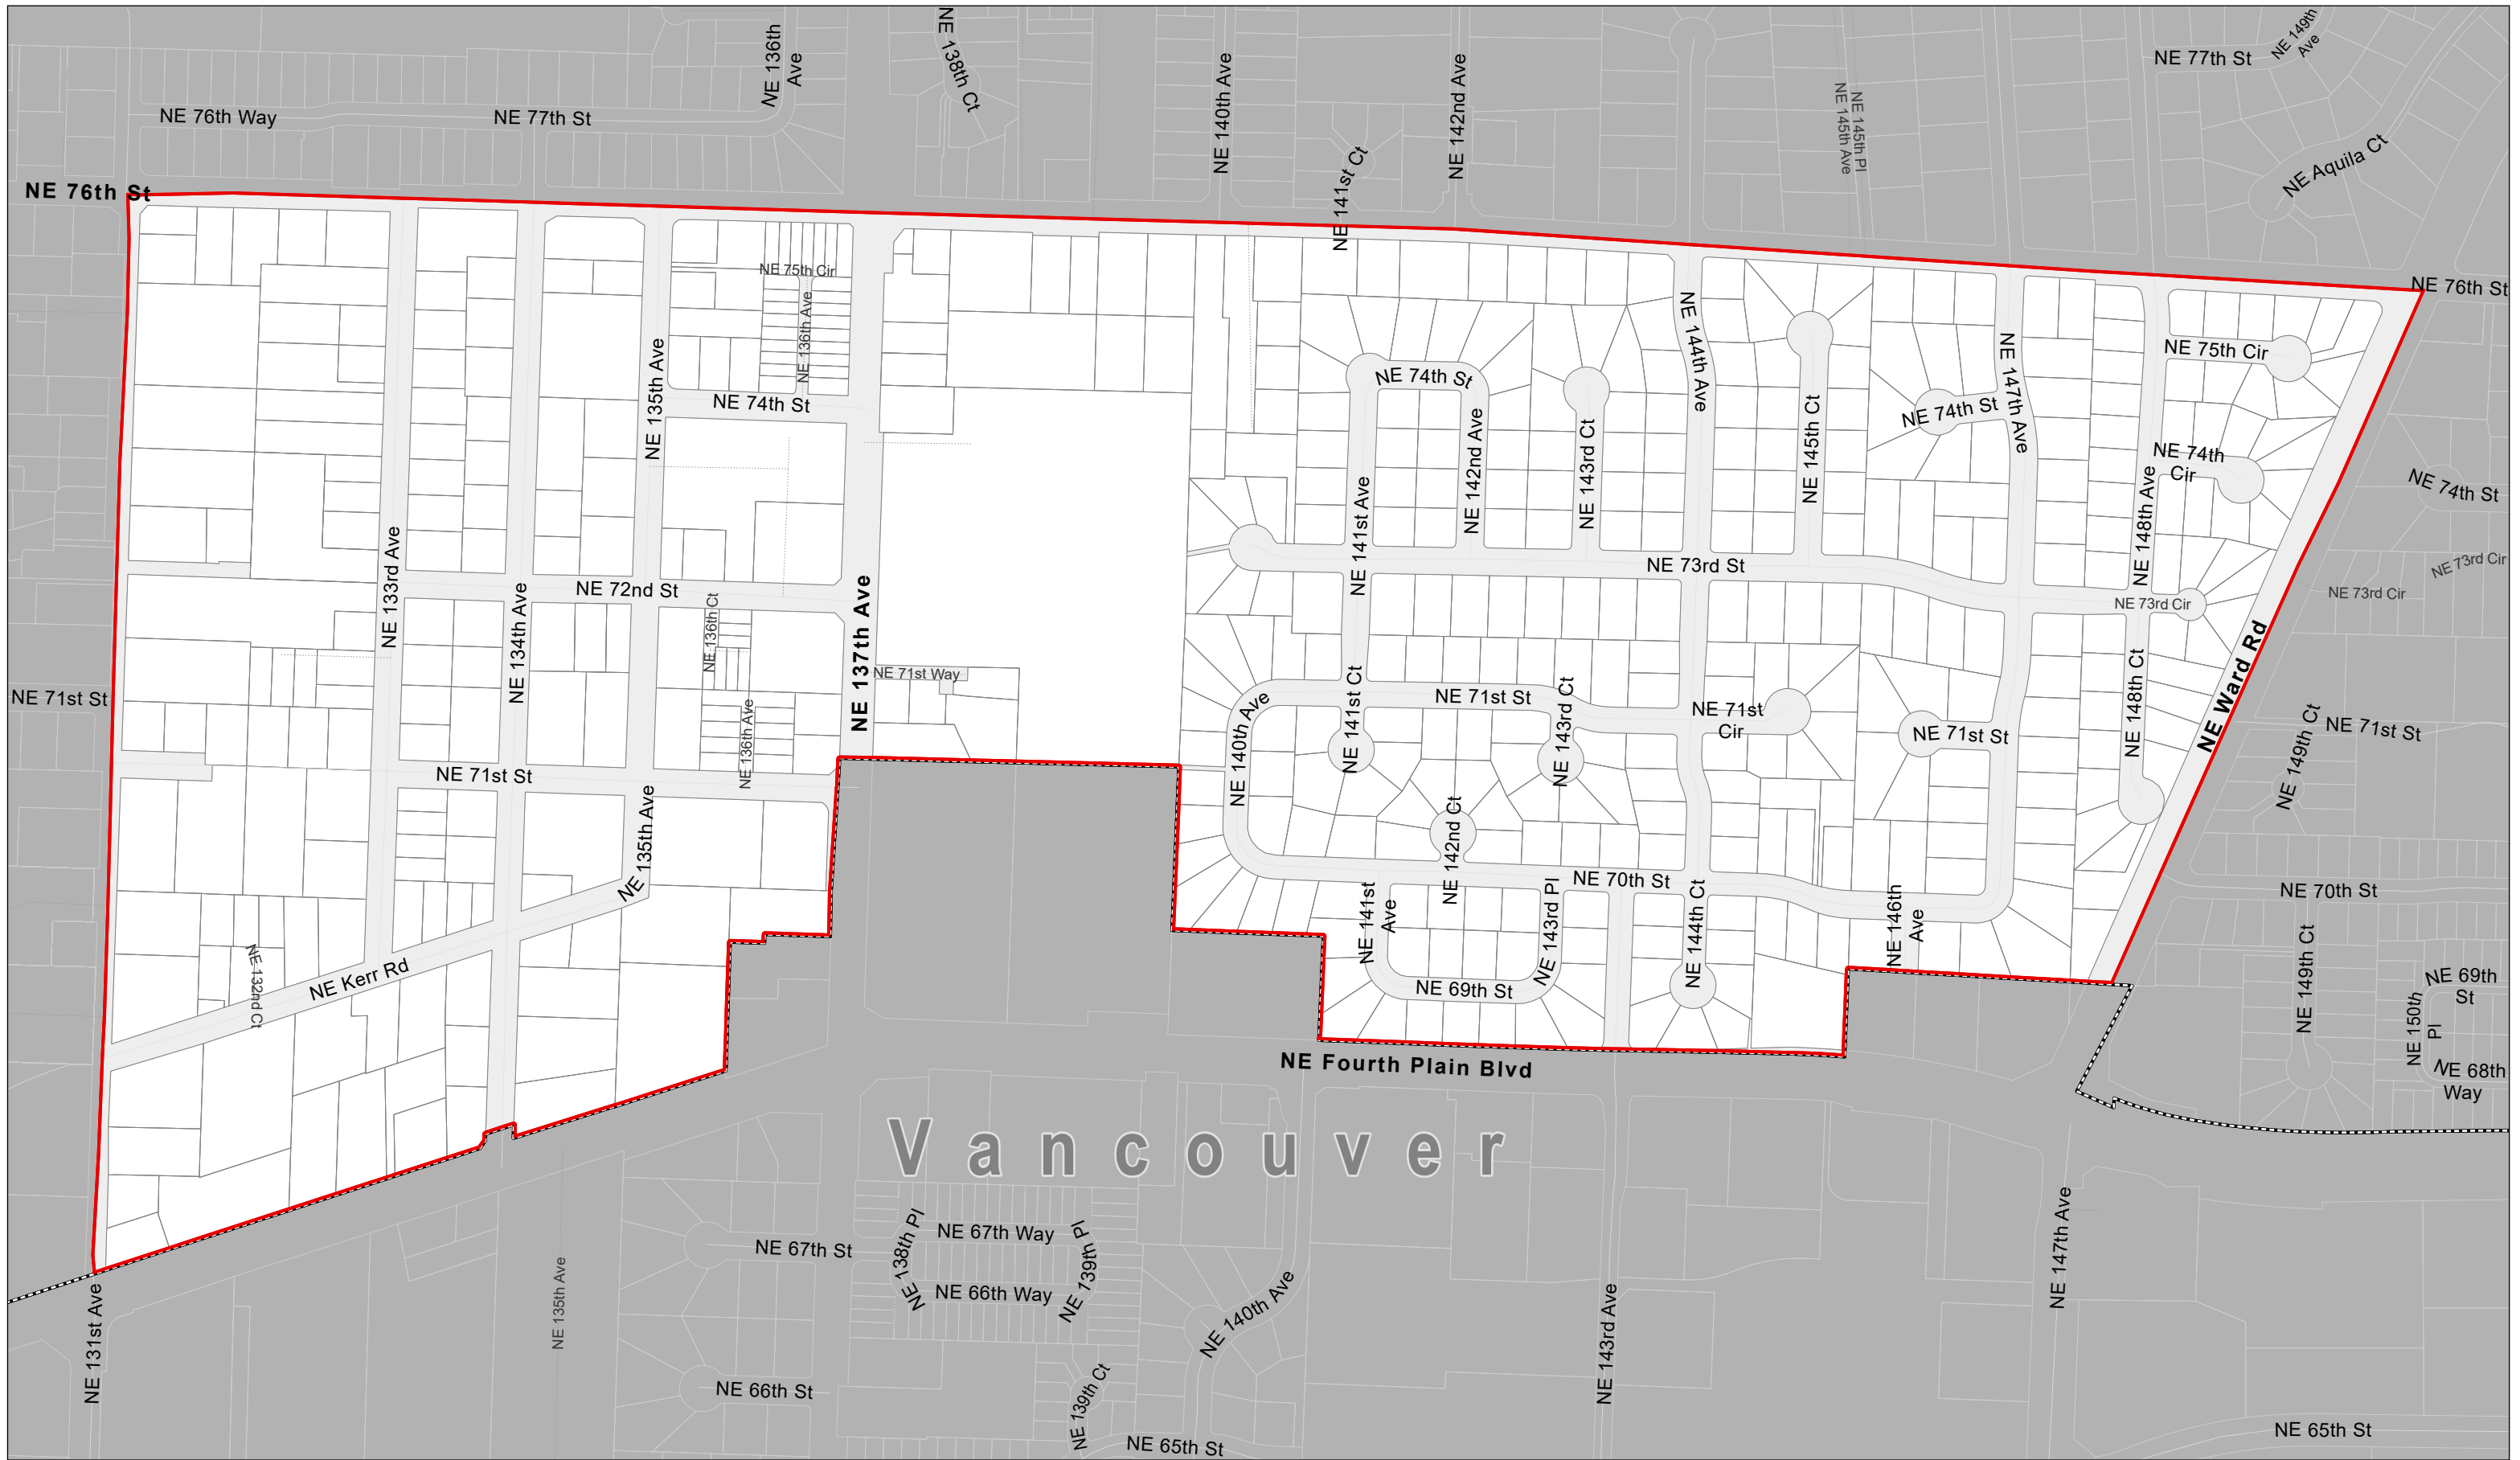 NE 136th
Ave
NE 138th Ct
NE 140th Ave
NE 141st Ct
NE 142nd Ave
NE 145th Pl
NE 145th Ave
NE 77th St
NE 149th
Ave
NE Aquila Ct
NE 76th Way
NE 77th St
NE 76th St
NE 76th St
NE 75th Cir
NE 136th Ave
NE 135th Ave
NE 74th St
NE 74th St
NE 142nd Ave
NE 141st Ave
NE 143rd Ct
NE 144th Ave
NE 145th Ct
NE 74th St
NE 147th Ave
NE 75th Cir
NE 74th
Cir
NE 148th Ave
NE 74th St
NE 73rd Cir
NE 73rd Cir
NE 73rd Cir
NE 73rd St
NE 72nd St
NE 133rd Ave
NE 134th Ave
NE 136th Ct
NE 137th Ave
NE 71st Way
NE 136th Ave
NE 71st St
NE 71st St
NE 135th Ave
NE 140th Ave
NE 141st Ct
NE 71st St
NE 143rd Ct
NE 71st
Cir
NE 71st St
NE 148th Ct
NE Ward Rd
NE 71st St
NE 149th Ct
NE 142nd Ct
NE 70th St
NE 70th St
NE 141st
Ave
NE 143rd Pl
NE 144th Ct
NE 146th
Ave
NE 69th St
NE 149th Ct
NE 150th
Pl
NE 69th
St
NE 68th
Way
NE 132nd Ct
NE Kerr Rd
NE Fourth Plain Blvd
Vancouver
NE 131st Ave
NE 135th Ave
NE 67th St
NE 66th St
NE 138th Pl
NE 67th Way
NE 66th Way
NE 139th Pl
NE 139th Ct
NE 140th Ave
NE 65th St
NE 143rd Ave
NE 147th Ave
NE 65th St